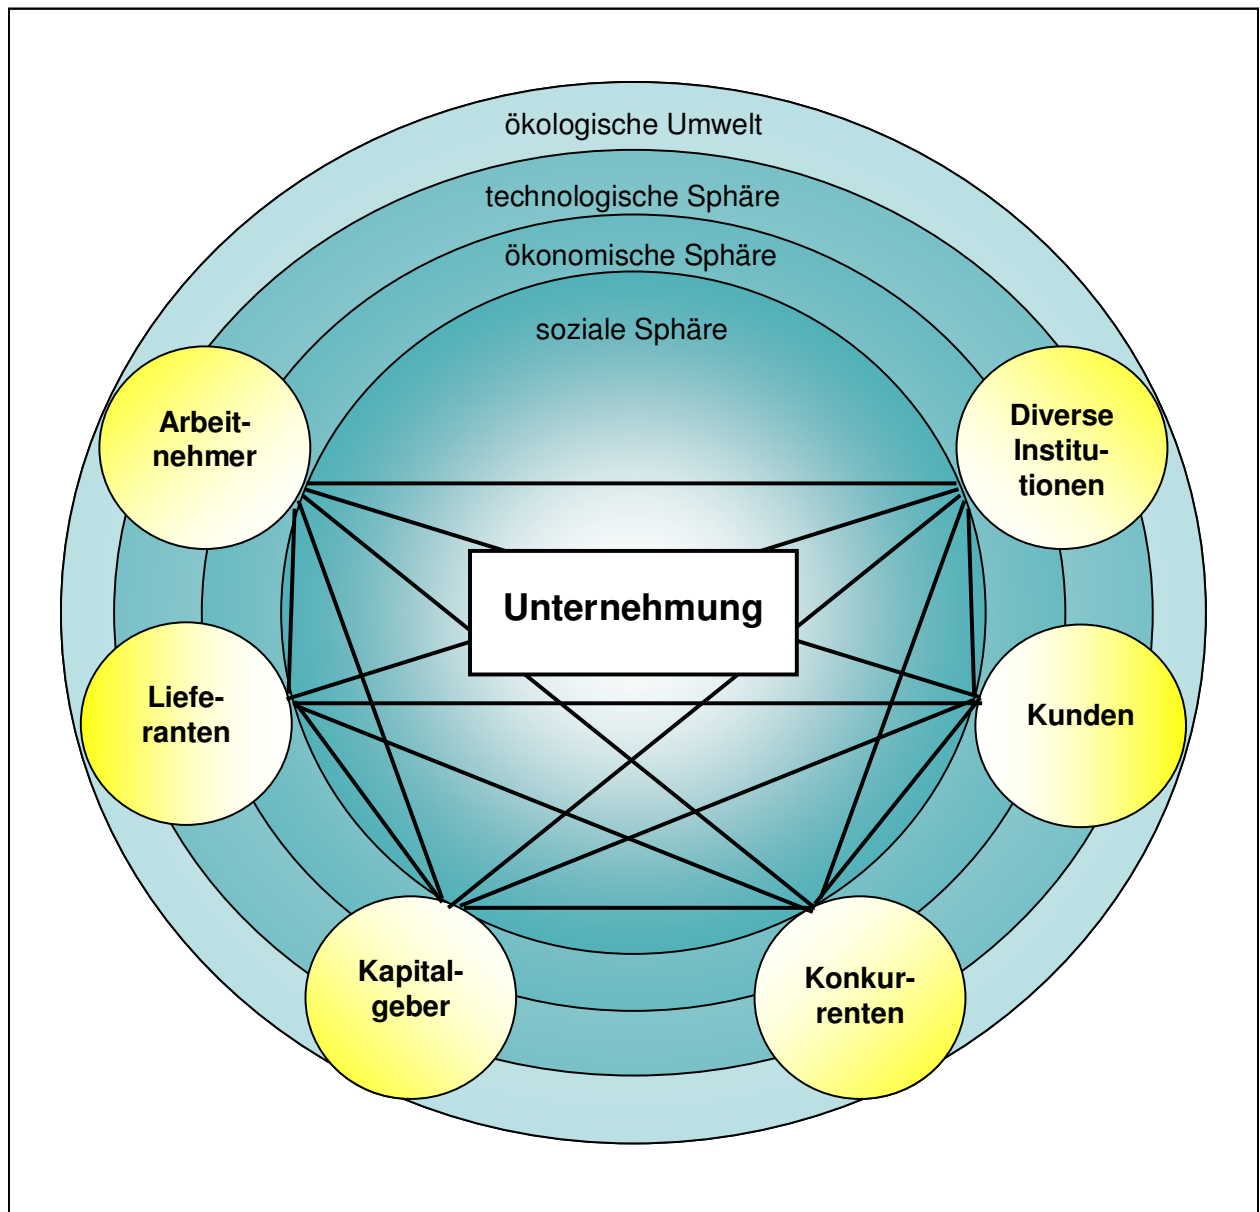 ökologische Umwelt
technologische Sphäre
ökonomische Sphäre
soziale Sphäre
Arbeit-
nehmer
Diverse
Institu-
tionen
Unternehmung
Liefe-
ranten
Kunden
Kapital-
geber
Konkur-
renten